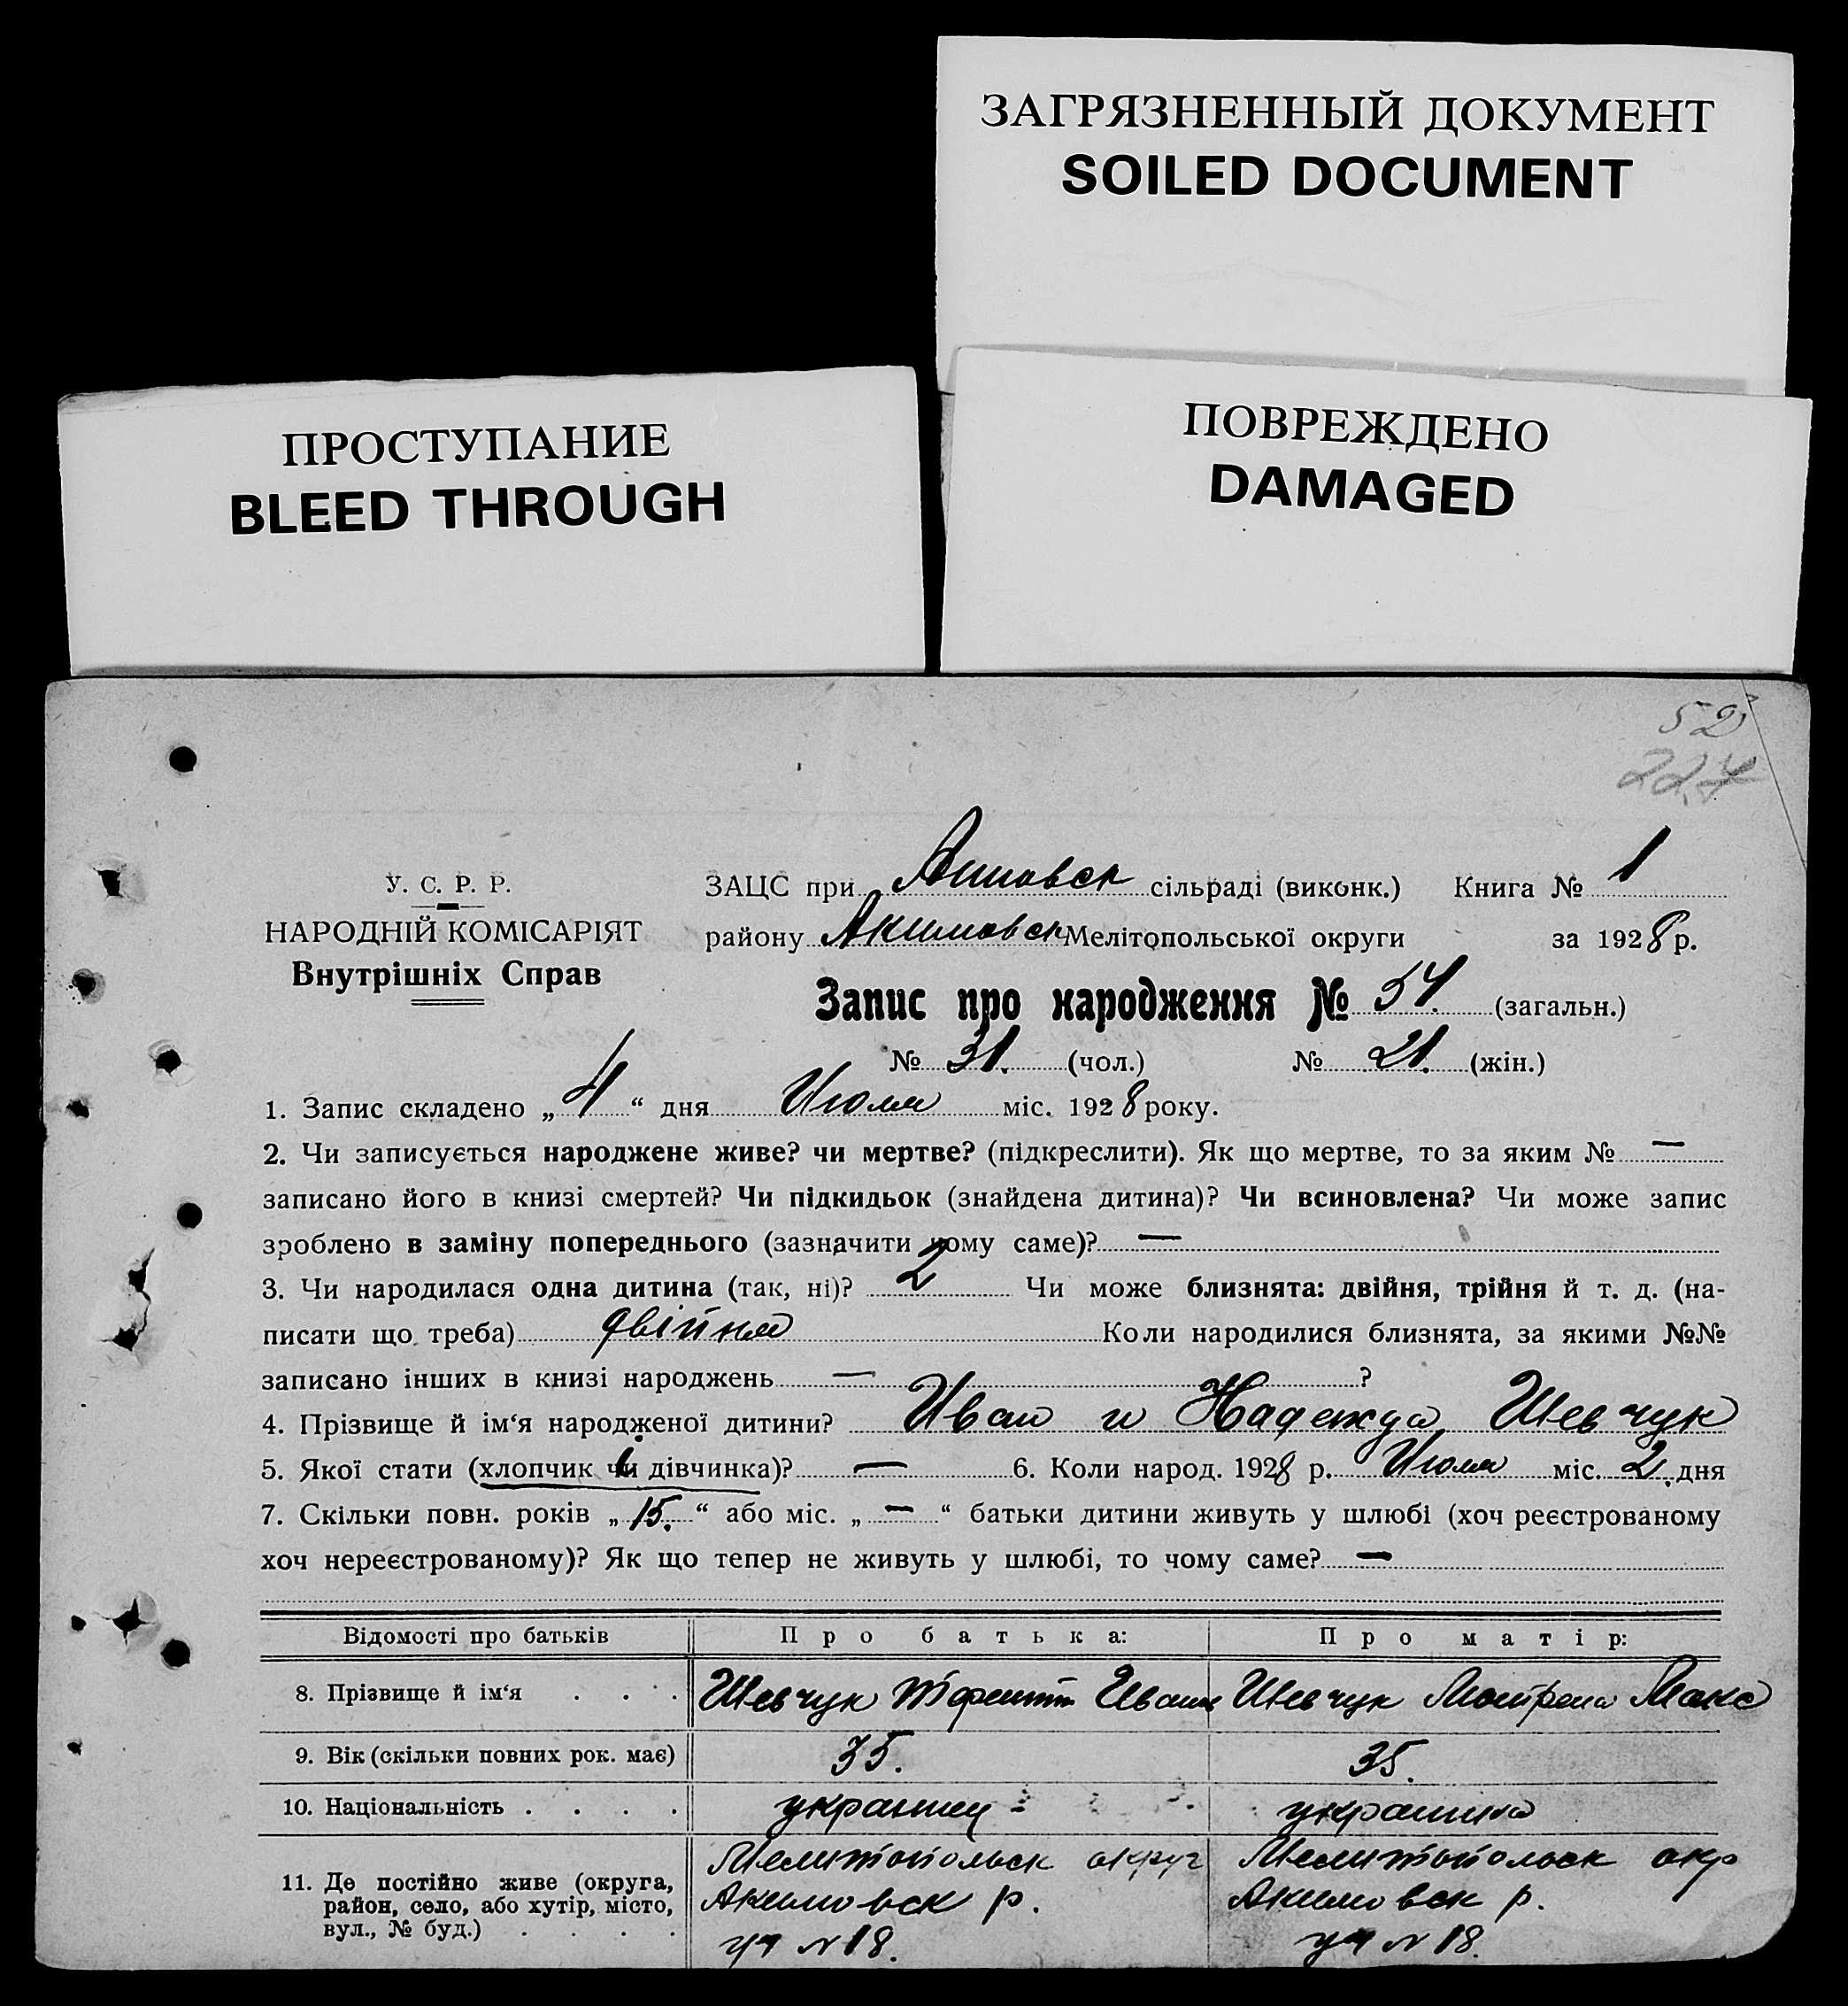 ЗАГРЯЗНЕННЫЙ ДОКУМЕНТ
SOILED DOCUMENT
ПРОСТУПАНИЕ
BLEED THROUGH
ПОВРЕЖДЕНО
DAMAGED
52
227
У. С. Р. Р.
НАРОДНІЙ КОМІСАРІЯТ
Внутрішніх Справ
ЗАЦС при сільраді (виконк.) Книга № 1
району Акимовск Мелітопольської округи за 1928 р.
Запис про народження № 54. (загальн.)
№ 31. (чол.) № 21. (жін.)
1. Запис складено „ 4 “ дня міс. 1928 року.
2. Чи записується народжене живе? чи мертве? (підкреслити). Як що мертве, то за яким № —
записано його в книзі смертей? Чи підкидьок (знайдена дитина)? Чи всиновлена? Чи може запис
зроблено в заміну попереднього (зазначити чому саме)? —
3. Чи народилася одна дитина (так, ні)? 2 Чи може близнята: двійня, трійня й т. д. (на-
писати що треба) двійня Коли народилися близнята, за якими №№
записано інших в книзі народжень — ?
4. Прізвище й ім‘я народженої дитини? Иван и Надежда Шевчук
5. Якої стати (хлопчик чи дівчинка)? — 6. Коли народ. 1928 р. міс. 2. дня
7. Скільки повн. років „ 15. “ або міс. „ — “ батьки дитини живуть у шлюбі (хоч реєстрованому
хоч нереєстрованому)? Як що тепер не живуть у шлюбі, то чому саме? —
Відомості про батьків Про батька: Про матір:
8. Прізвище й ім‘я . . . . Шевчук Иван Шевчук Мотрена Макс
9. Вік (скільки повних рок. має) 35. 35.
10. Національність . . . . украинец украинка
11. Де постійно живе (округа,
район, село, або хутір, місто,
вул., № буд.) . . . .
Мелитопольск округ
Акимовск р.
уч N 18.
Мелитопольск окр
Акимовск р.
уч N 18.